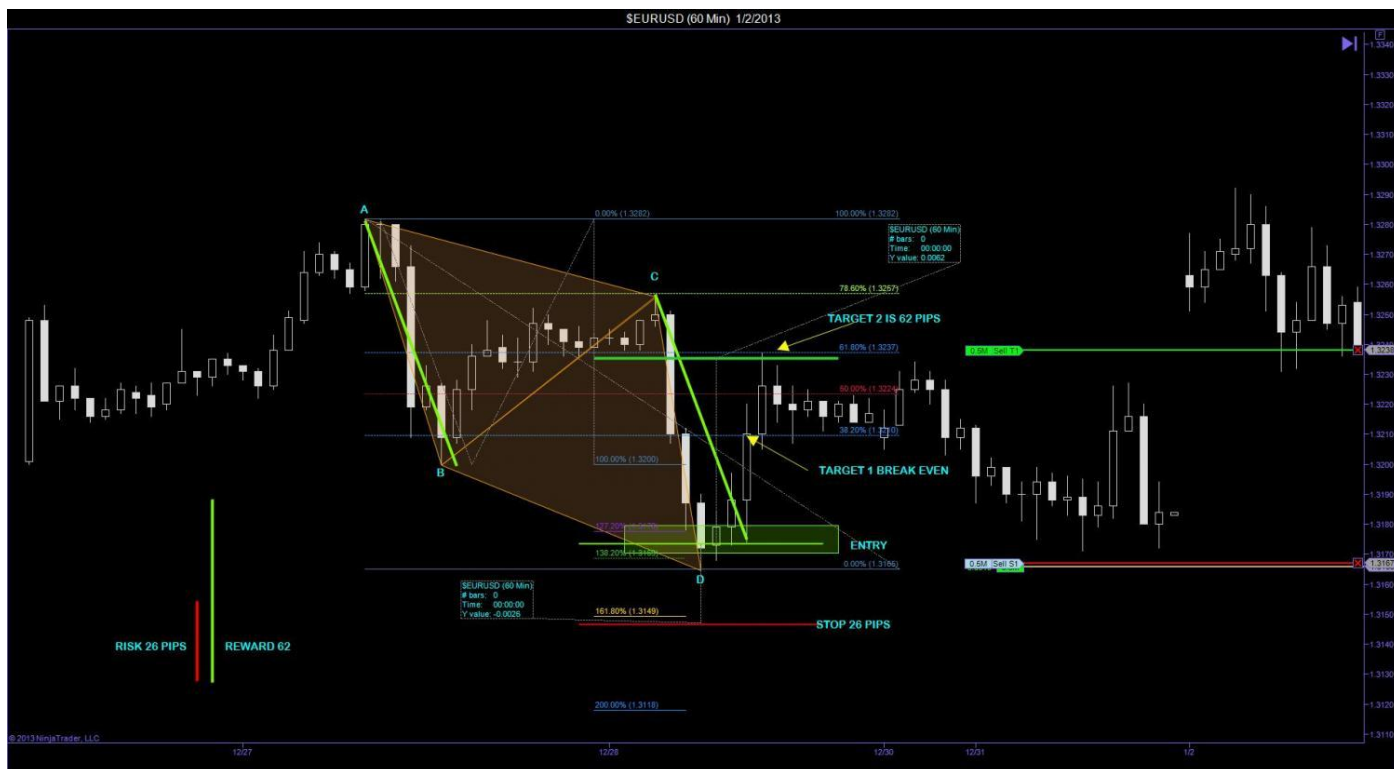 $EURUSD (60 Min) 1/2/2013
F
1.3340
1.3330
1.3320
1.3310
1.3300
1.3290
1.3280
1.3270
1.3260
1.3250
1.3240
1.3238
1.3230
1.3220
1.3210
1.3200
1.3190
1.3180
1.3170
1.3167
1.3160
1.3150
1.3140
1.3130
1.3120
1.3110
A
0.00% (1.3282)
100.00% (1.3282)
$EURUSD (60 Min)
# bars: 0
Time: 00:00:00
Y value: 0.0062
C
78.60% (1.3257)
TARGET 2 IS 62 PIPS
61.80% (1.3237)
0.5M Sell T1
50.00% (1.3224)
38.20% (1.3210)
B
100.00% (1.3200)
TARGET 1 BREAK EVEN
127.20%
ENTRY
138.20%
0.00% (1.3166)
0.5M Sell S1
D
$EURUSD (60 Min)
# bars: 0
Time: 00:00:00
Y value: -0.0026
161.80% (1.3149)
STOP 26 PIPS
RISK 26 PIPS
REWARD 62
200.00% (1.3118)
© 2013 NinjaTrader, LLC
12/27
12/28
12/30
12/31
1/2